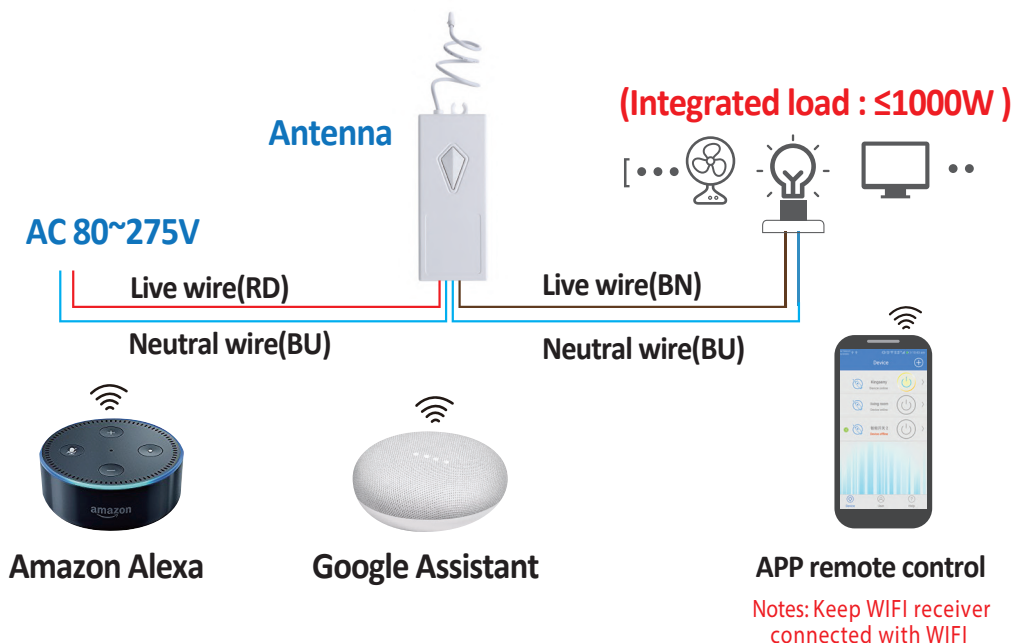 (Integrated load : ≤1000W )
Antenna
AC 80~275V
Live wire(RD)
Neutral wire(BU)
Live wire(BN)
Neutral wire(BU)
Device
amazon
Amazon Alexa
Google Assistant
APP remote control
Notes: Keep WIFI receiver
connected with WIFI